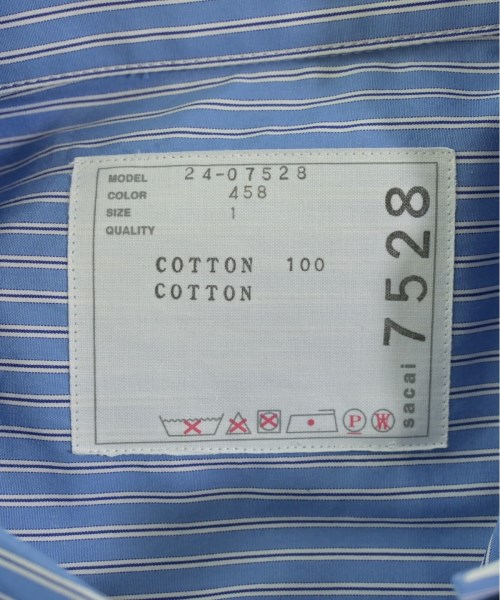 MODEL 24-07528
COLOR 458
SIZE 1
QUALITY
COTTON 100
COTTON
P W
sacai 7528